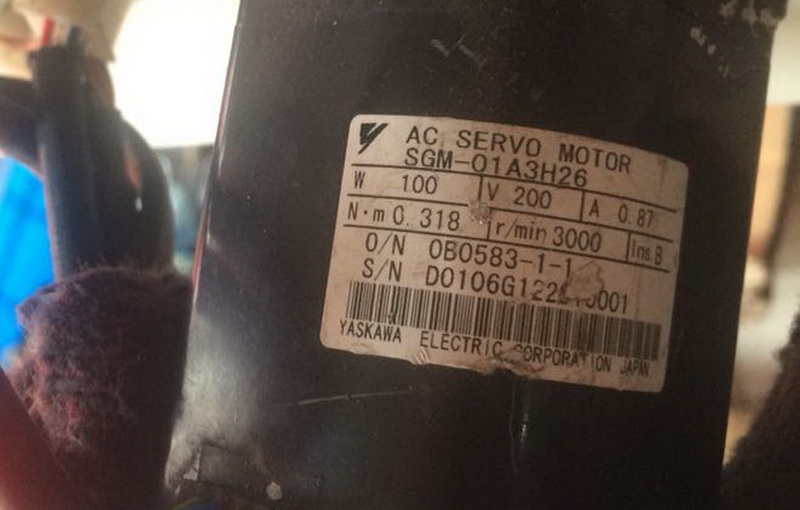 AC SERVO MOTOR
SGM-01A3H26
W 100 V 200 A 0.87
N·m 0.318 r/min 3000 Ins.B
O/N 0B0583-1-1
S/N
YASKAWA ELECTRIC CORPORATION JAPAN